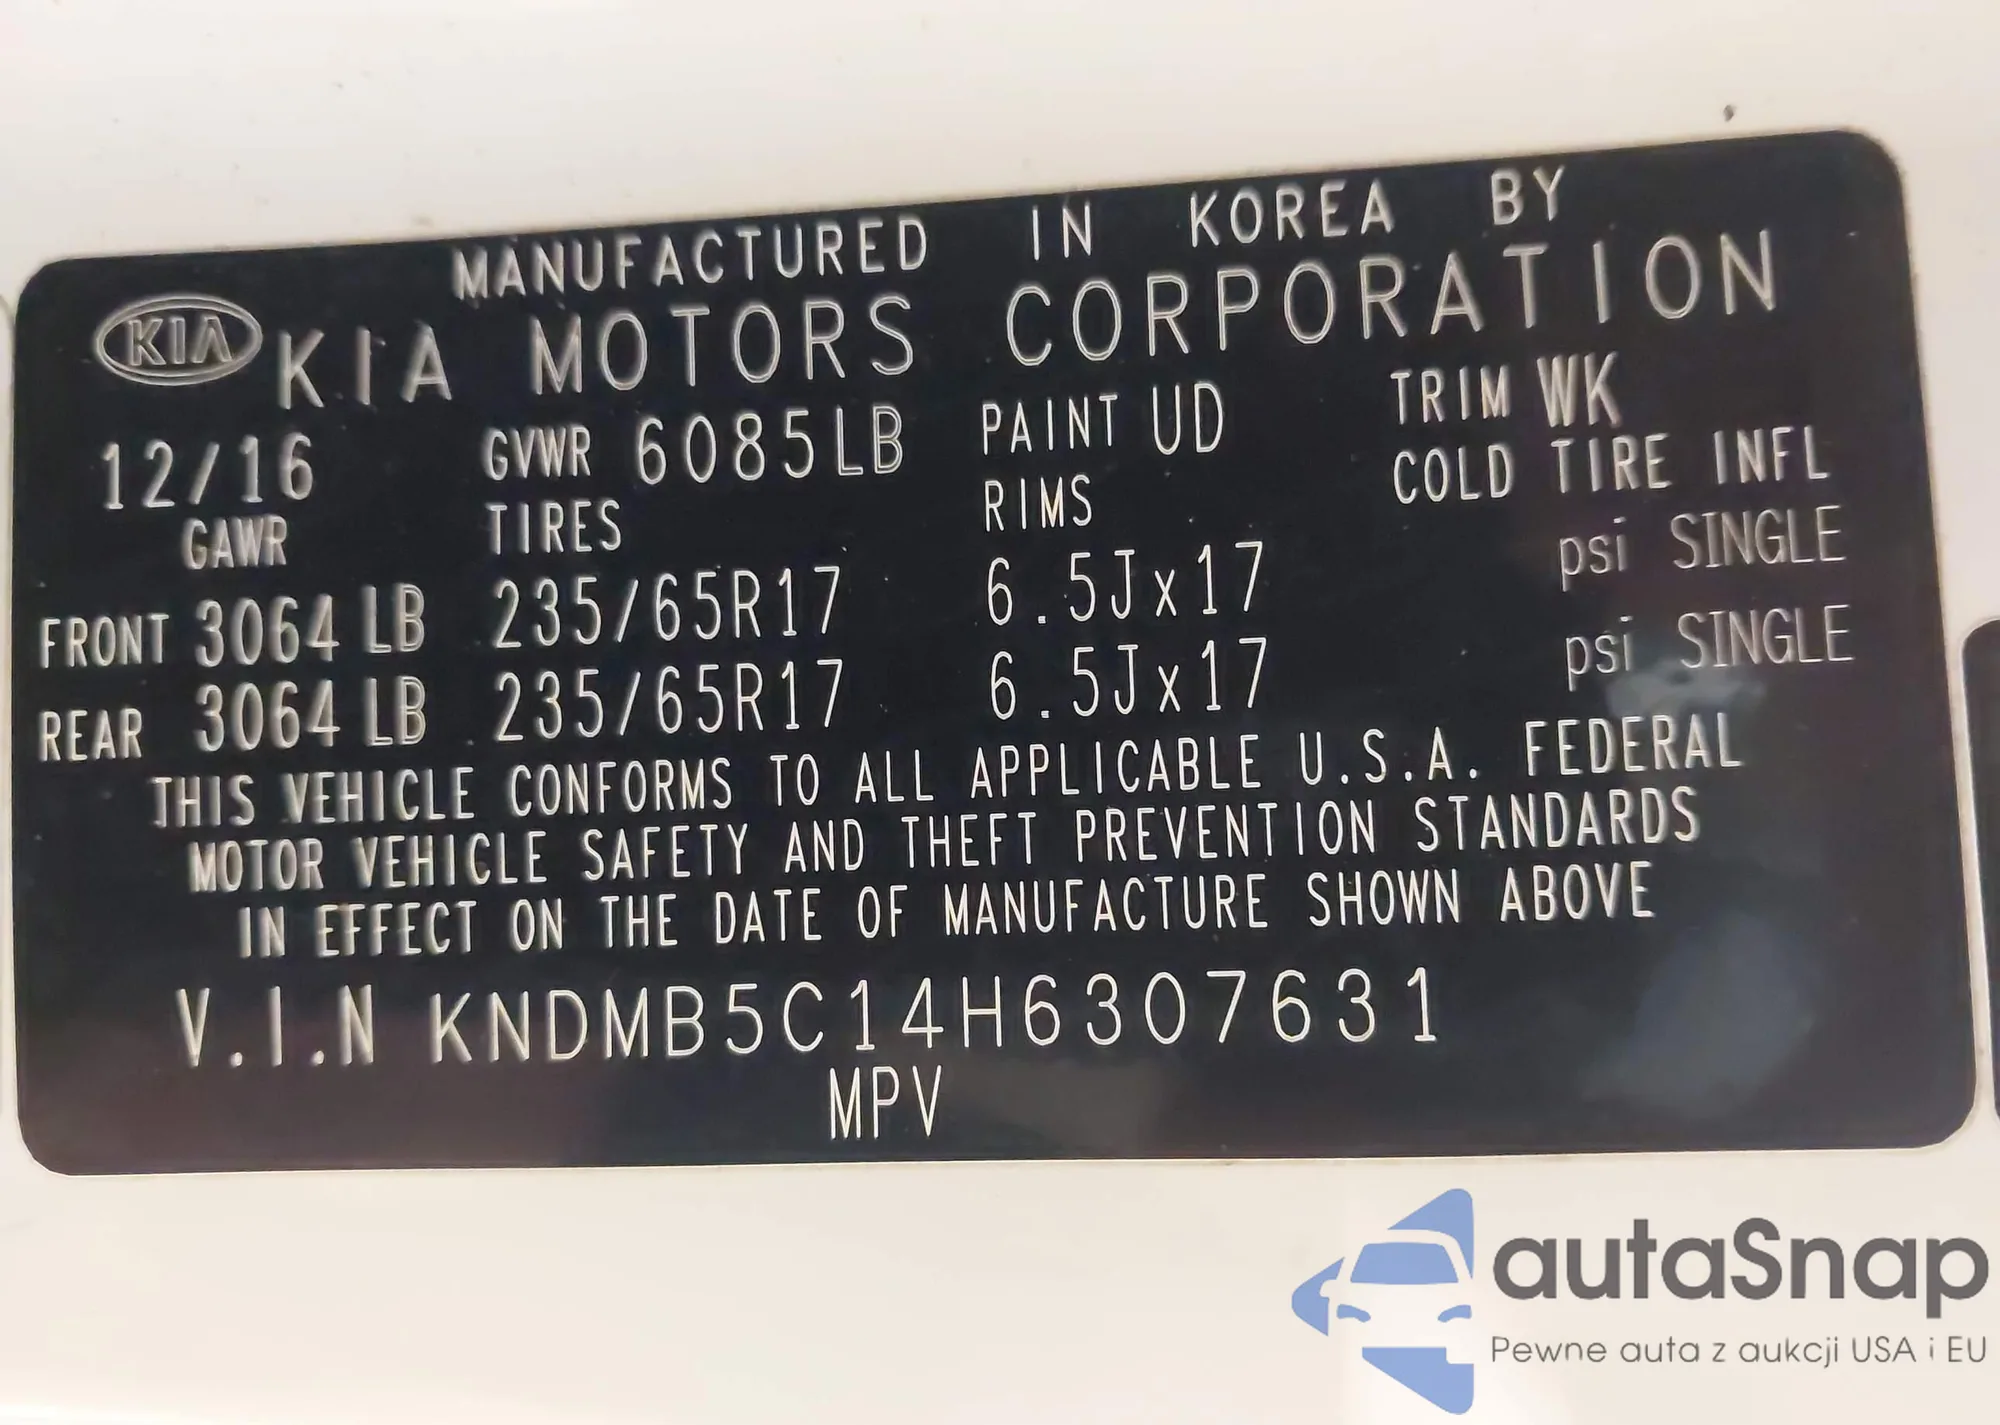 MANUFACTURED IN KOREA BY
KIA KIA MOTORS CORPORATION
12/16 GVWR 6085LB PAINT UD TRIM WK
GAWR TIRES RIMS COLD TIRE INFL
FRONT 3064 LB 235/65R17 6.5Jx17 psi SINGLE
REAR 3064 LB 235/65R17 6.5Jx17 psi SINGLE
THIS VEHICLE CONFORMS TO ALL APPLICABLE U.S.A. FEDERAL
MOTOR VEHICLE SAFETY AND THEFT PREVENTION STANDARDS
IN EFFECT ON THE DATE OF MANUFACTURE SHOWN ABOVE
V.I.N KNDMB5C14H6307631
MPV
autaSnap
Pewne auta z aukcji USA i EU